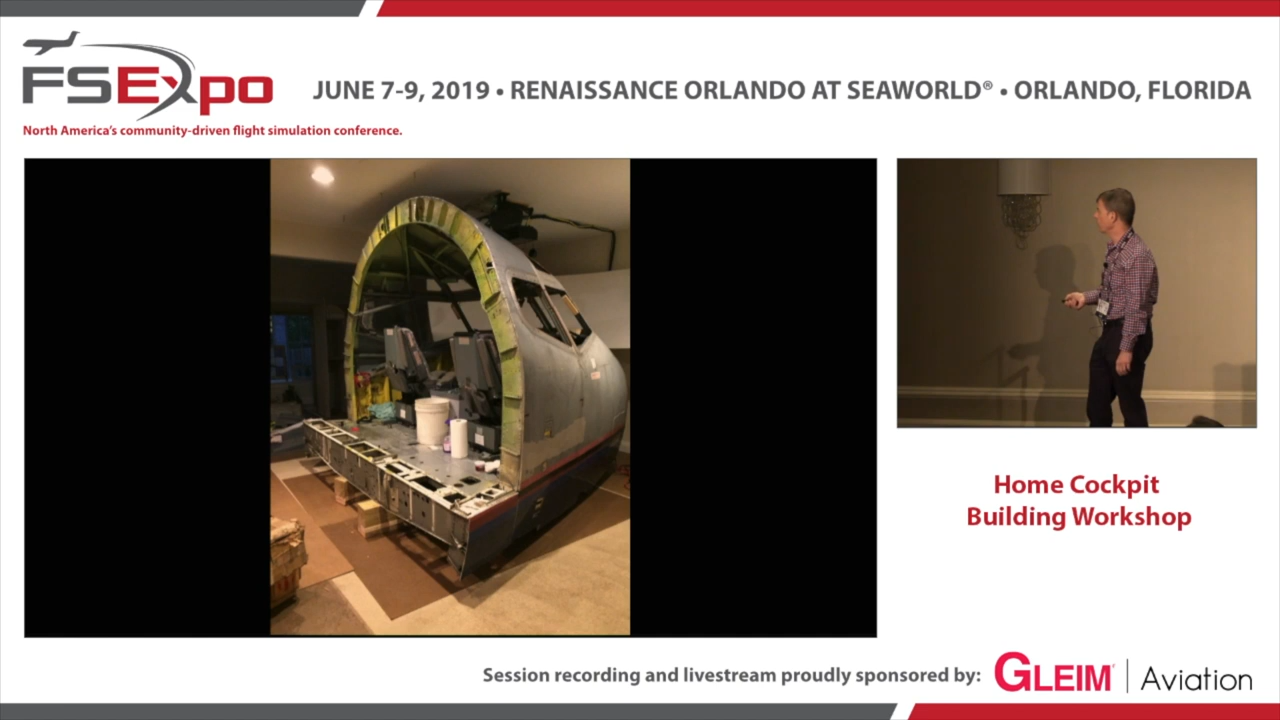 FSExpo
JUNE 7-9, 2019 • RENAISSANCE ORLANDO AT SEAWORLD® • ORLANDO, FLORIDA
North America's community-driven flight simulation conference.
Home Cockpit
Building Workshop
Session recording and livestream proudly sponsored by:
GLEIM® | Aviation